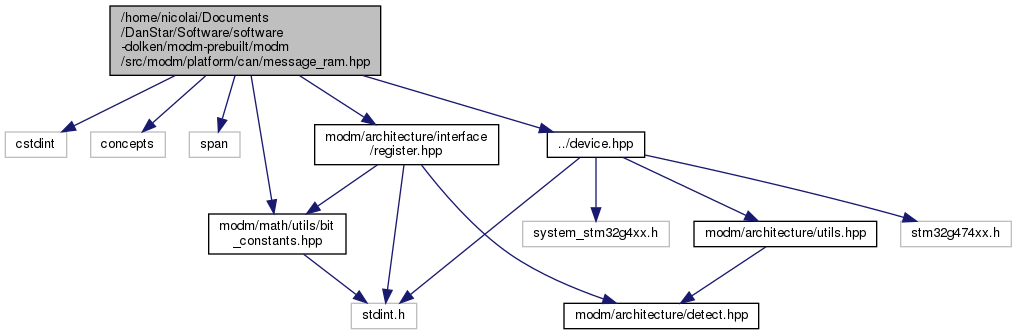 /home/nicolai/Documents
/DanStar/Software/software
-dolken/modm-prebuilt/modm
/src/modm/platform/can/message_ram.hpp
cstdint
concepts
span
modm/architecture/interface
/register.hpp
../device.hpp
modm/math/utils/bit
_constants.hpp
system_stm32g4xx.h
modm/architecture/utils.hpp
stm32g474xx.h
stdint.h
modm/architecture/detect.hpp